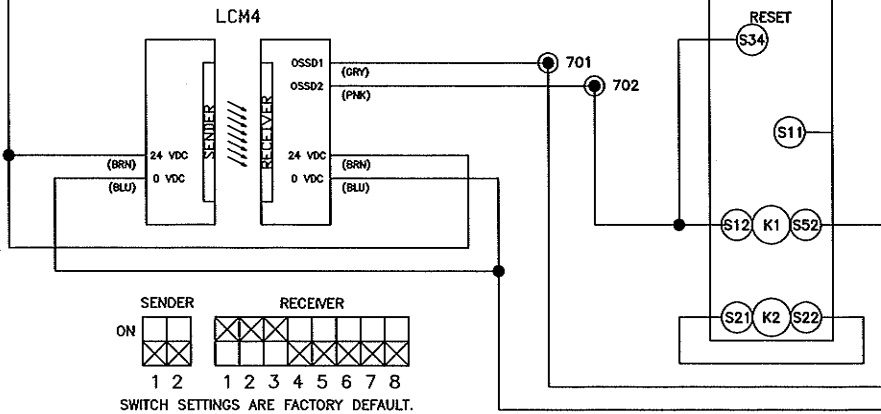 LCM4
RESET
S34
OSSD1
(GRY)
701
OSSD2
(PNK)
702
SENDER
RECEIVER
S11
24 VDC
(BRN)
0 VDC
(BLU)
24 VDC
(BRN)
0 VDC
(BLU)
S12 K1 S52
S21 K2 S22
SENDER RECEIVER
ON
1 2 1 2 3 4 5 6 7 8
SWITCH SETTINGS ARE FACTORY DEFAULT.